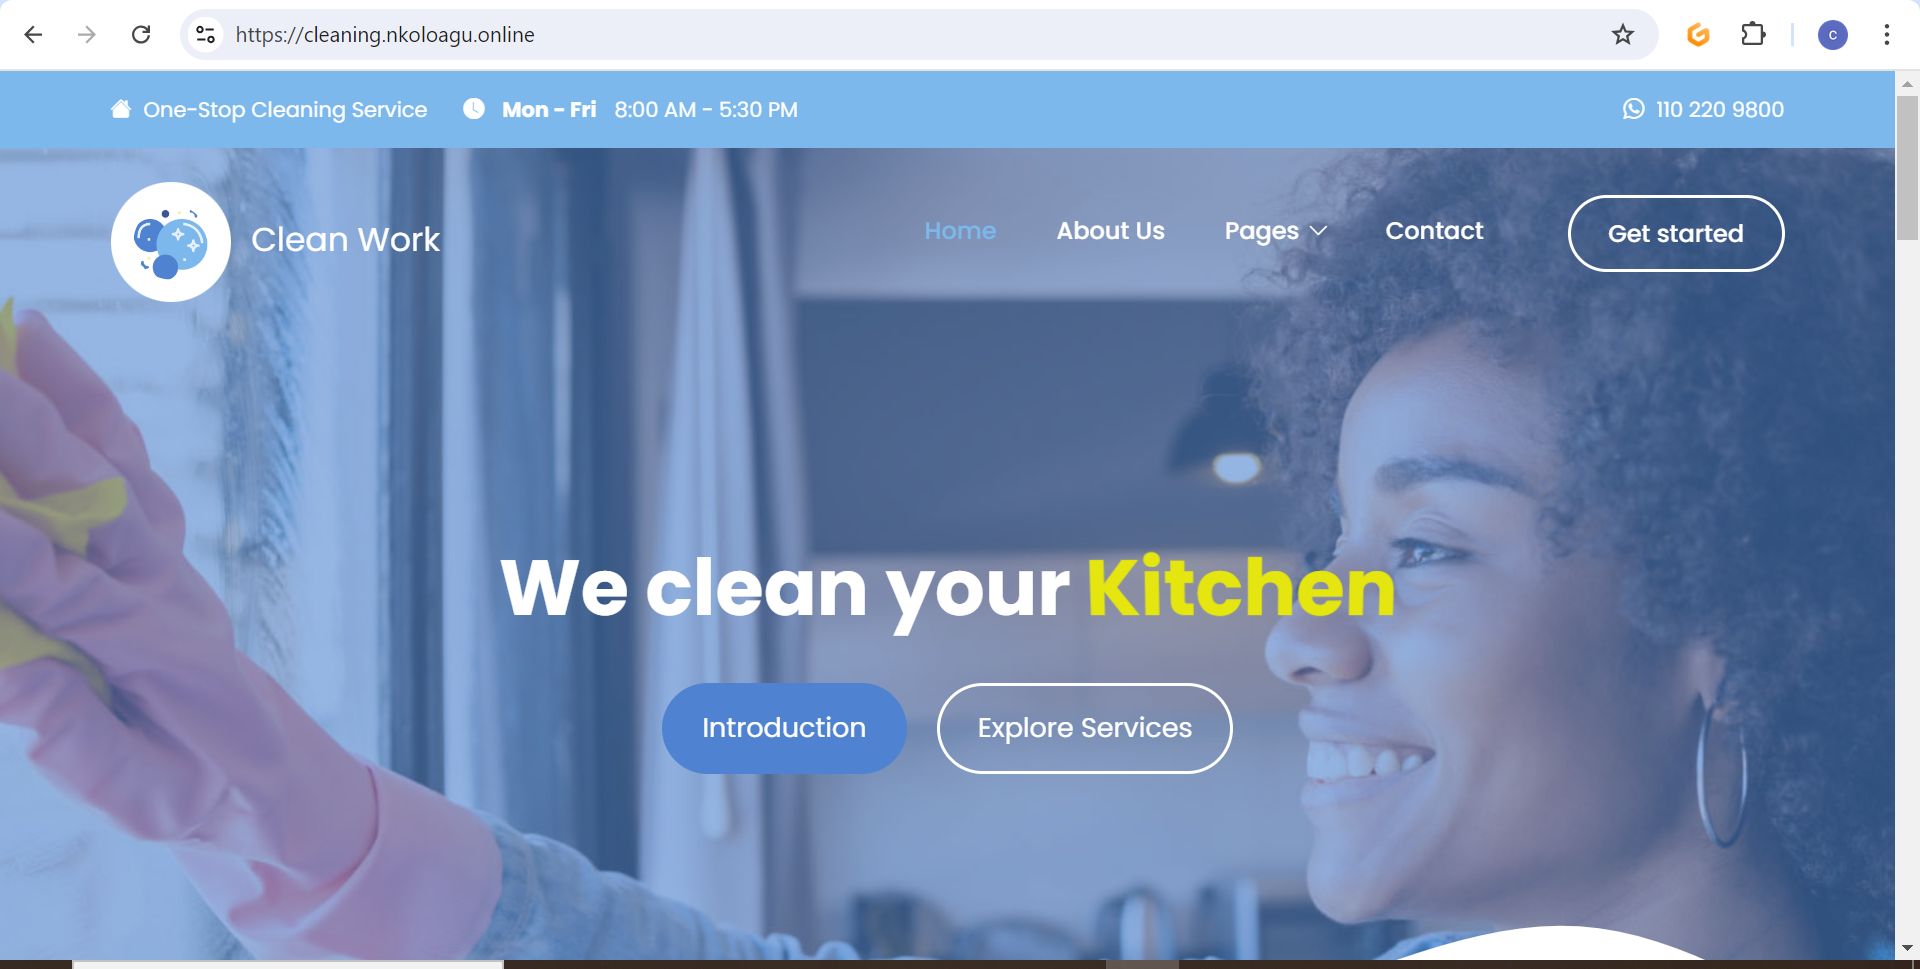 https://cleaning.nkoloagu.online
c
One-Stop Cleaning Service Mon - Fri 8:00 AM - 5:30 PM 110 220 9800
Clean Work Home About Us Pages Contact Get started
We clean your Kitchen
Introduction Explore Services